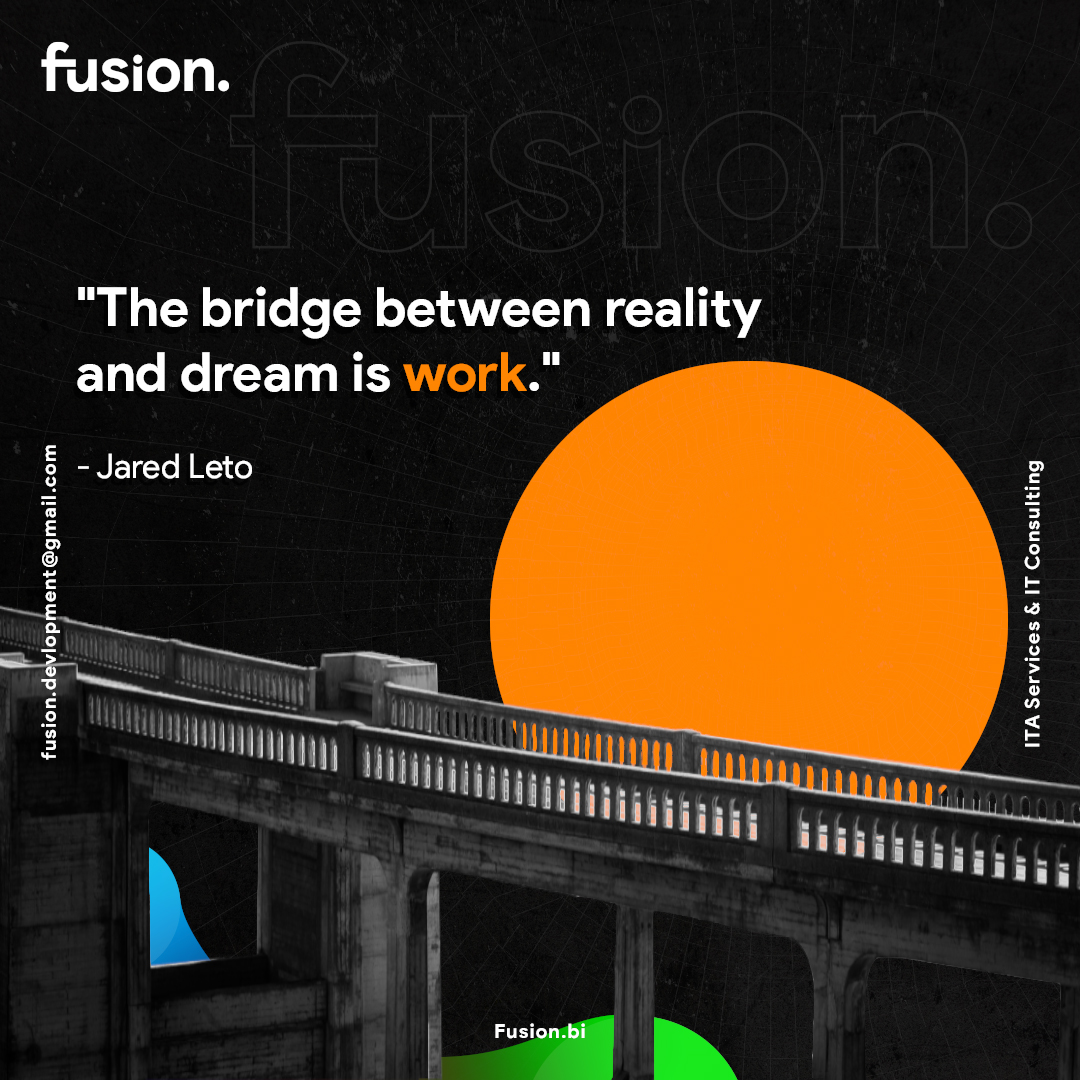 fusion.
fusion.
"The bridge between reality
and dream is work."
- Jared Leto
fusion.devlopment@gmail.com
ITA Services & IT Consulting
Fusion.bi